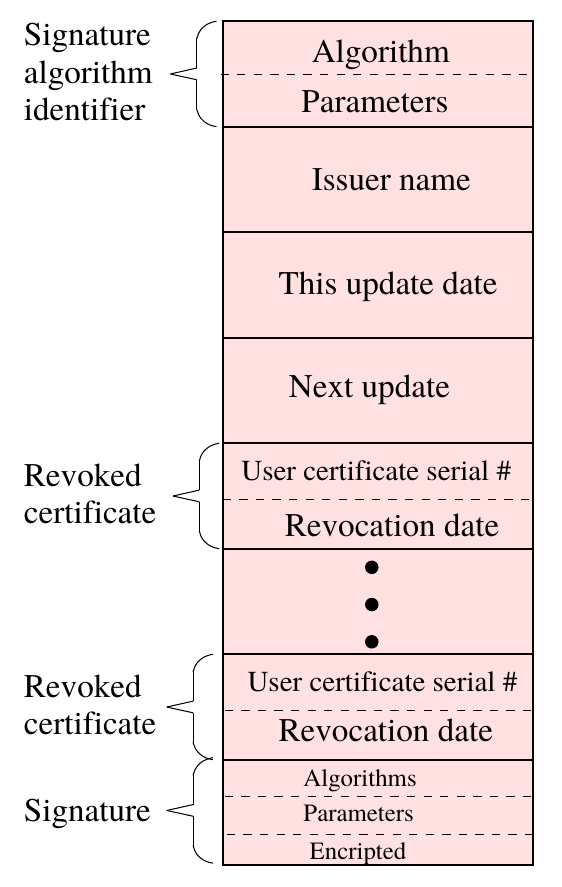 Signature
algorithm
identifier
Algorithm
Parameters
Issuer name
This update date
Next update
Revoked
certificate
User certificate serial #
Revocation date
Revoked
certificate
User certificate serial #
Revocation date
Signature
Algorithms
Parameters
Encripted